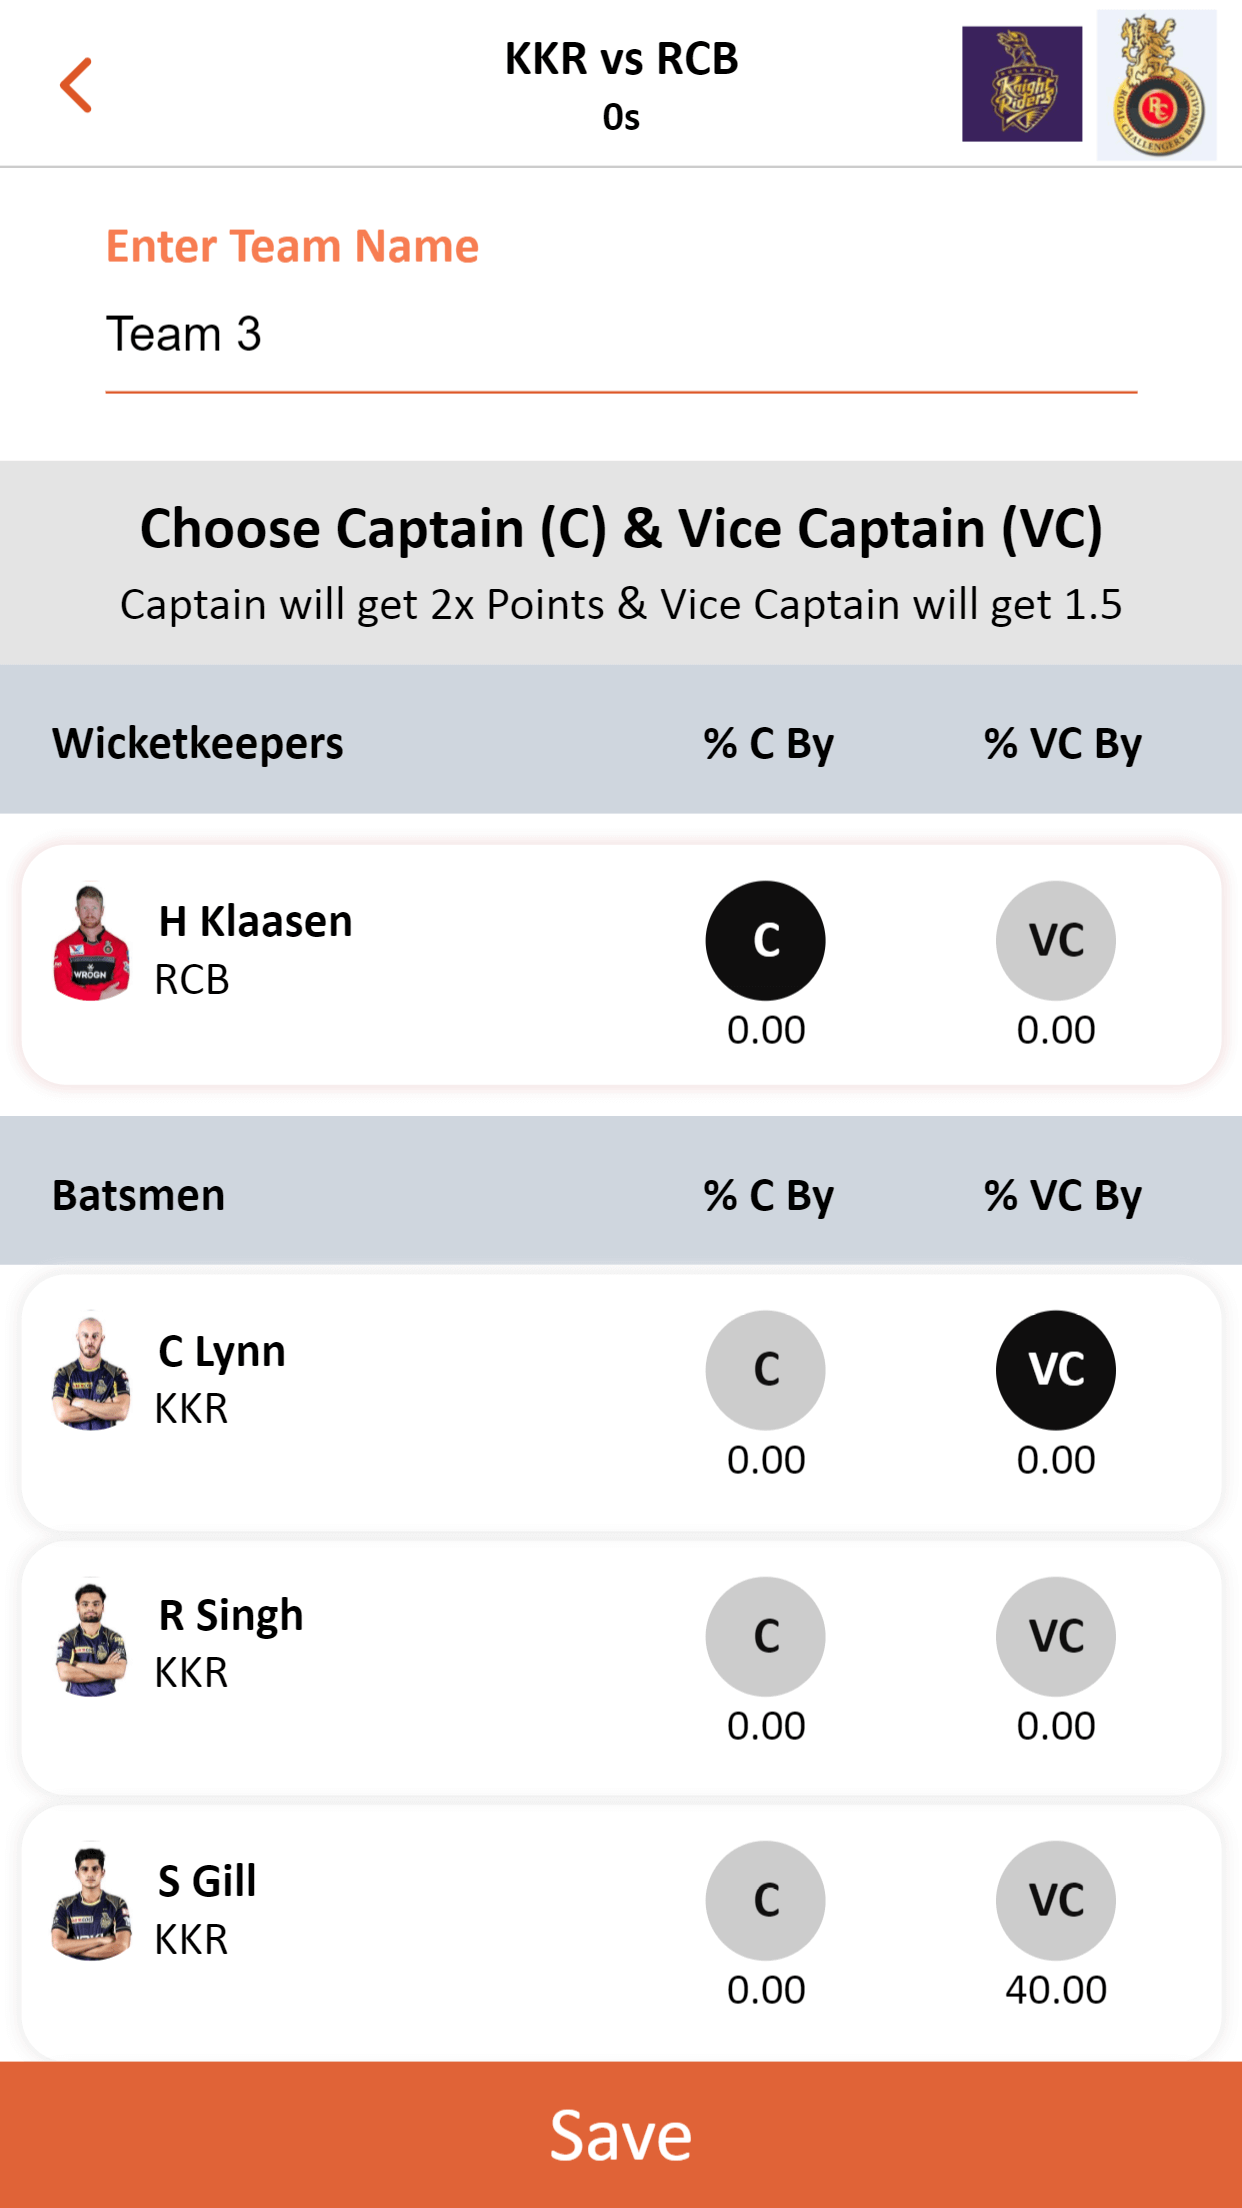 KKR vs RCB
0s
KOLKATA
Knight
Riders
ROYAL CHALLENGERS BANGALORE
RC
Enter Team Name
Team 3
Choose Captain (C) & Vice Captain (VC)
Captain will get 2x Points & Vice Captain will get 1.5
Wicketkeepers % C By % VC By
H Klaasen
RCB
WROGN
C VC
0.00 0.00
Batsmen % C By % VC By
C Lynn
KKR
C VC
0.00 0.00
R Singh
KKR
C VC
0.00 0.00
S Gill
KKR
C VC
0.00 40.00
Save